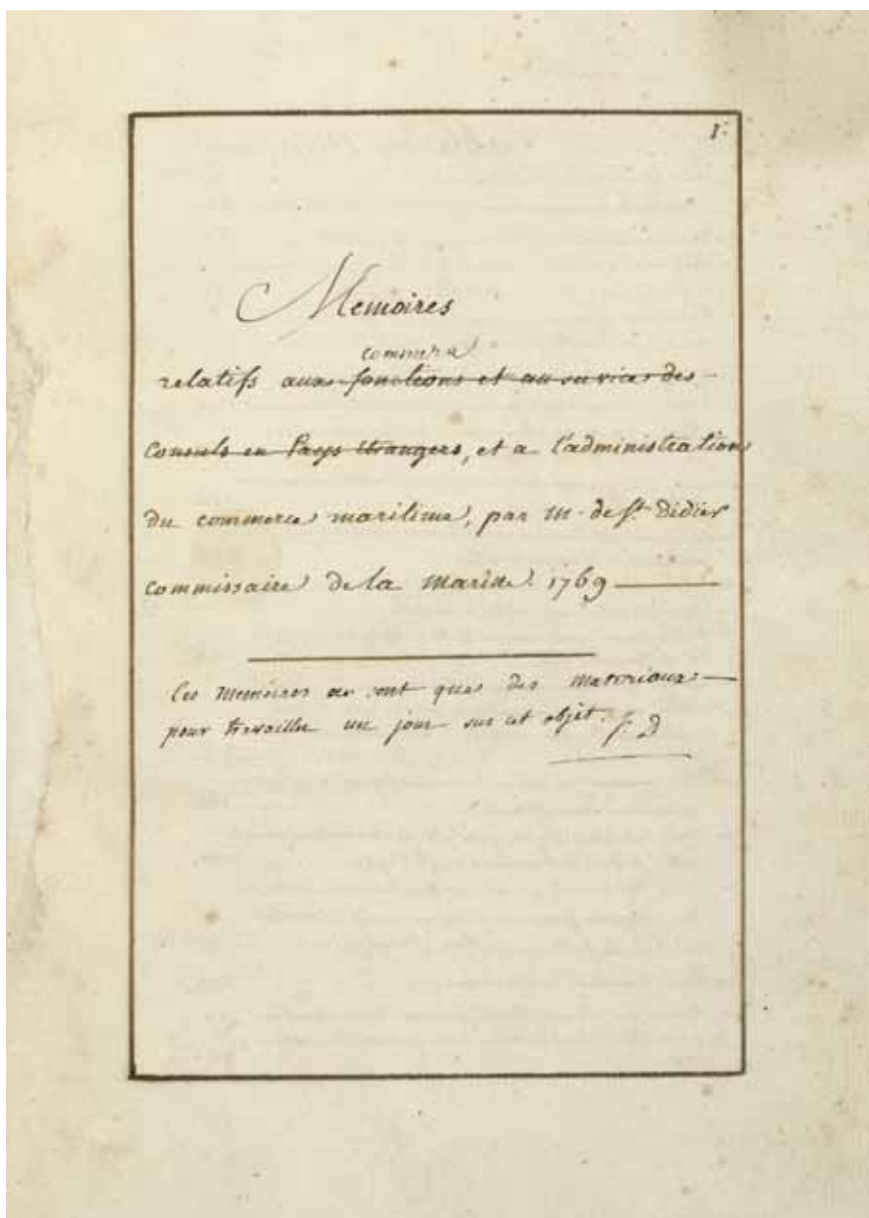 1.
Memoires
commerce
relatifs aux fonctions et au service des
Consuls en Pays étrangers, et a l'administration
du commerce maritime, par m. de St. Didier
commissaire de la marine. 1769
Ces memoires ne sont que des materiaux
pour travailler un jour sur cet objet. S. D